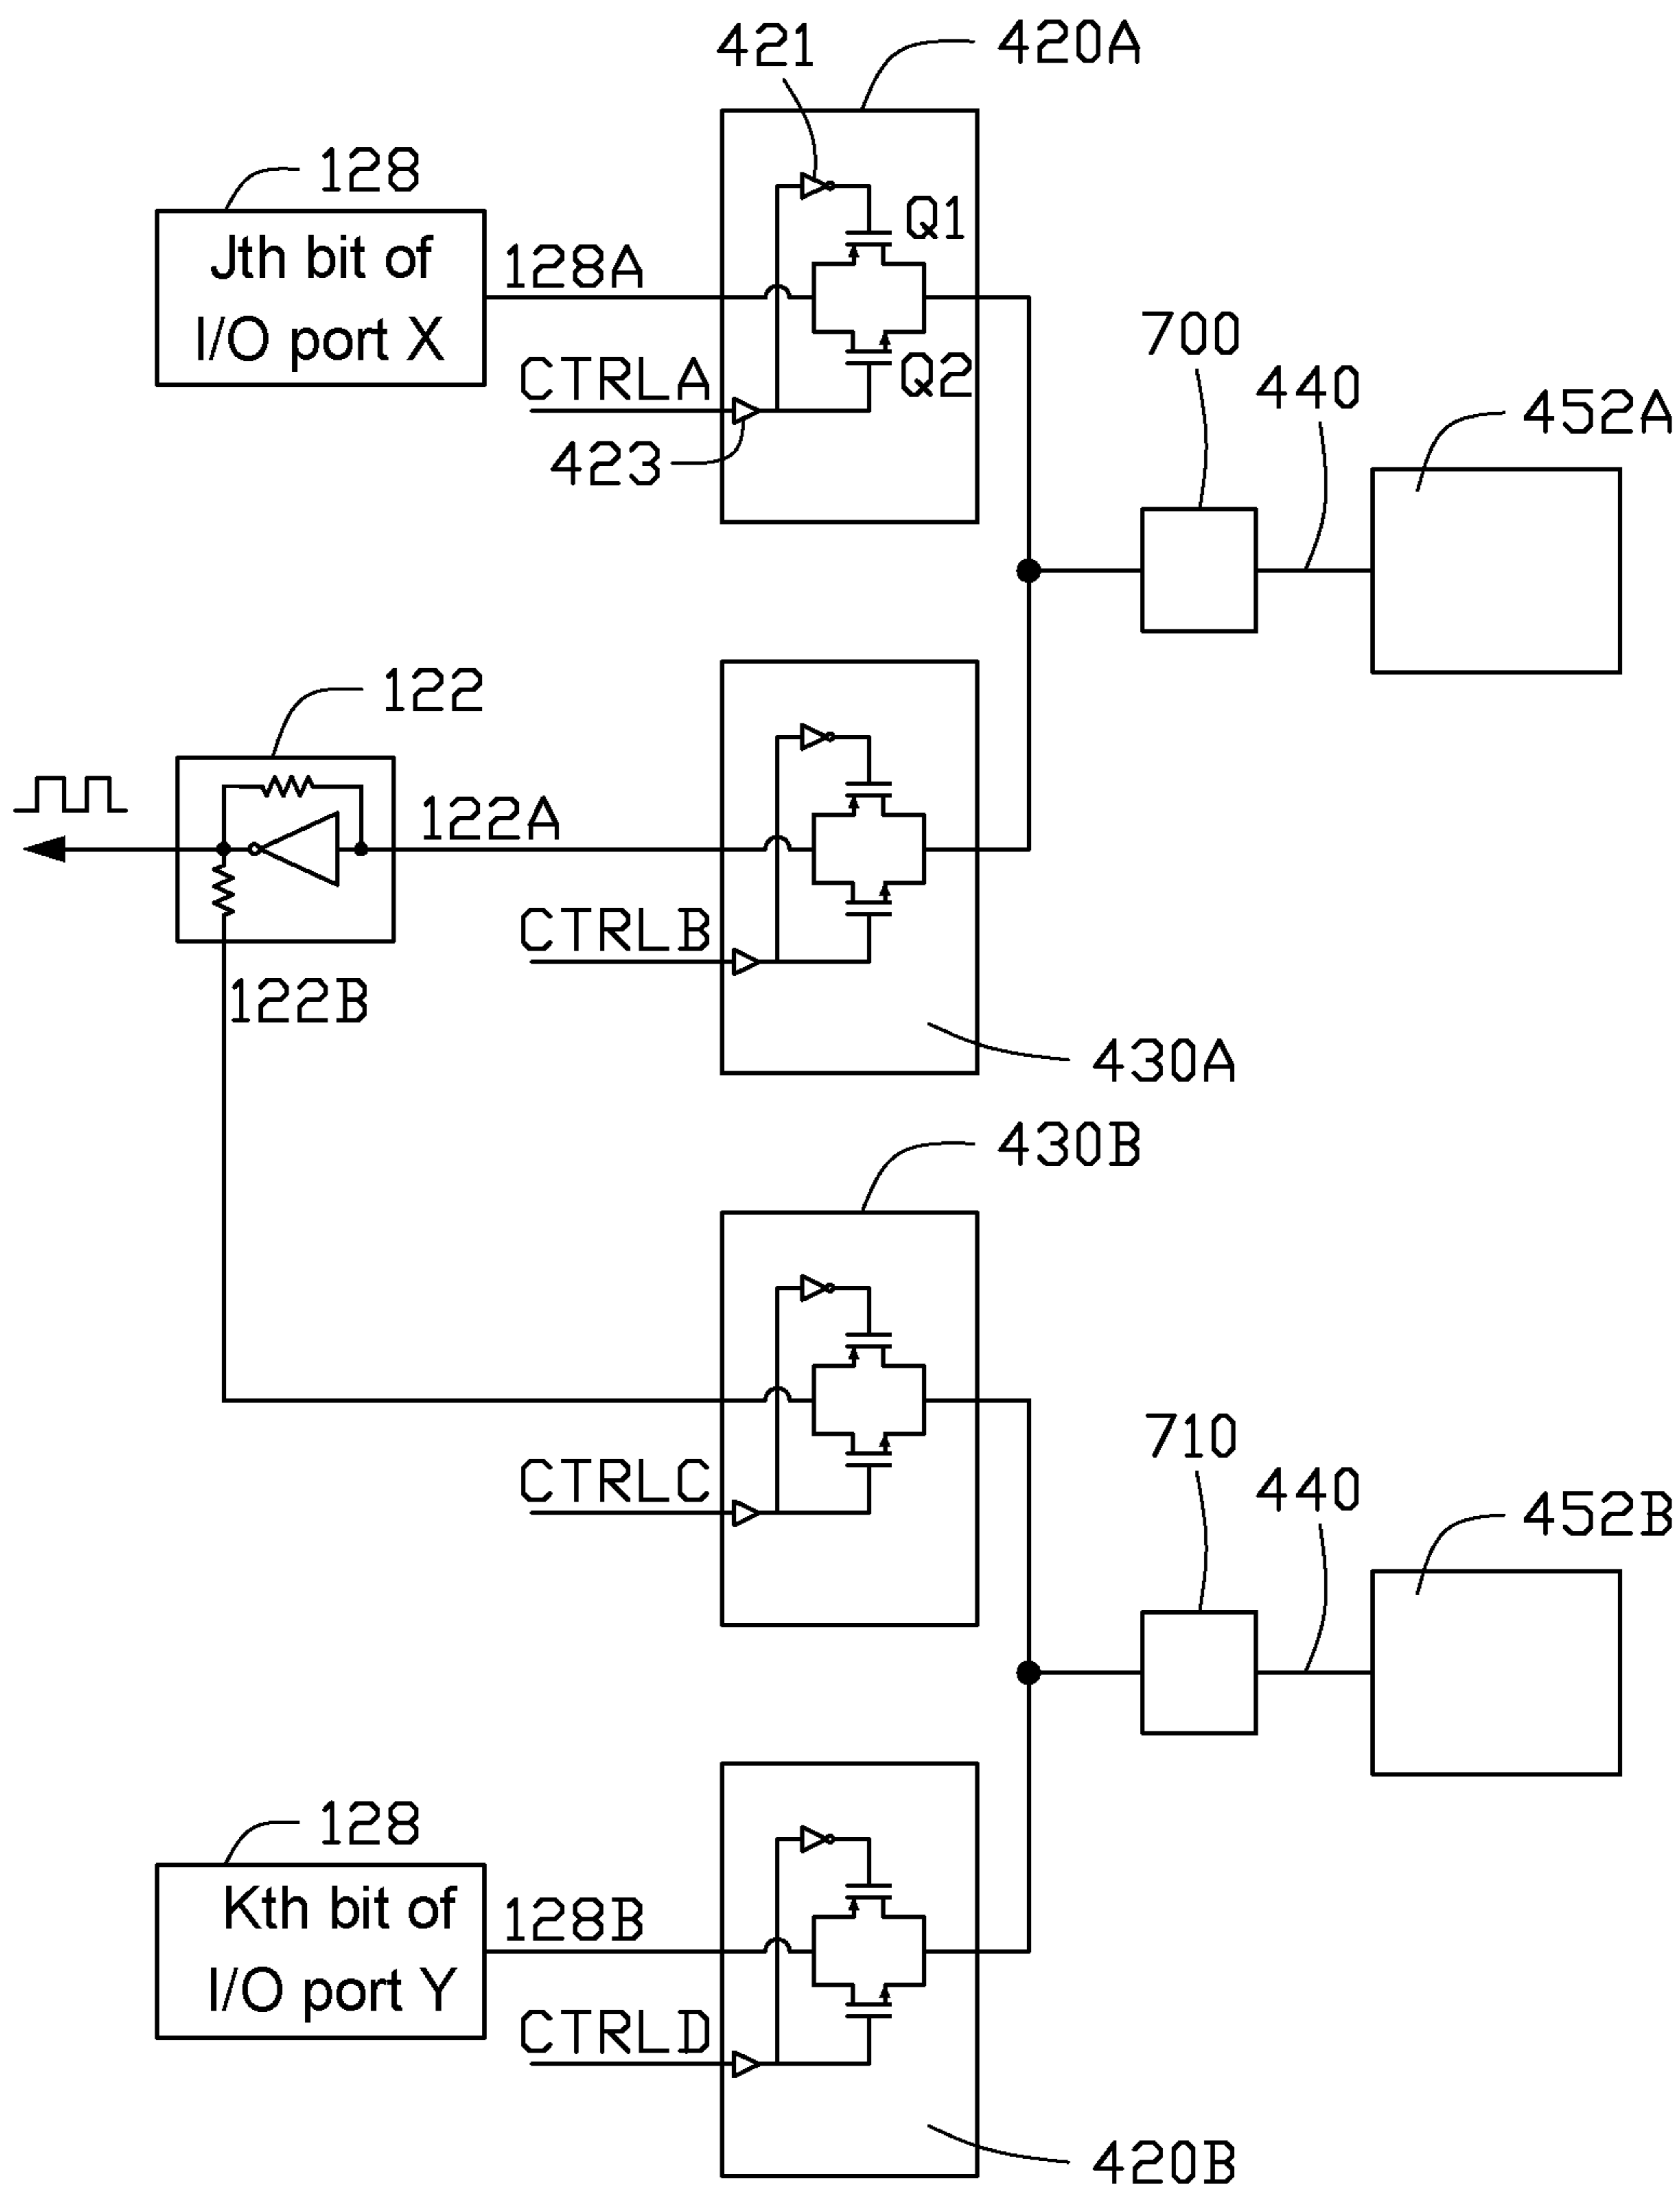 421
420A
128
Jth bit of
I/O port X
128A
Q1
Q2
CTRLA
423
700
440
452A
122
122A
CTRLB
122B
430A
430B
CTRLC
710
440
452B
128
Kth bit of
I/O port Y
128B
CTRLD
420B